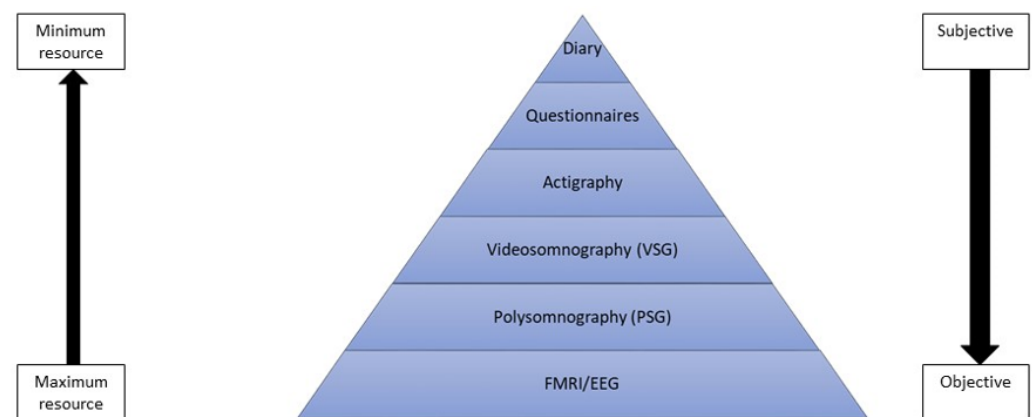 Minimum
resource
Subjective
Diary
Questionnaires
Actigraphy
Videosomnography (VSG)
Polysomnography (PSG)
Maximum
resource
FMRI/EEG
Objective